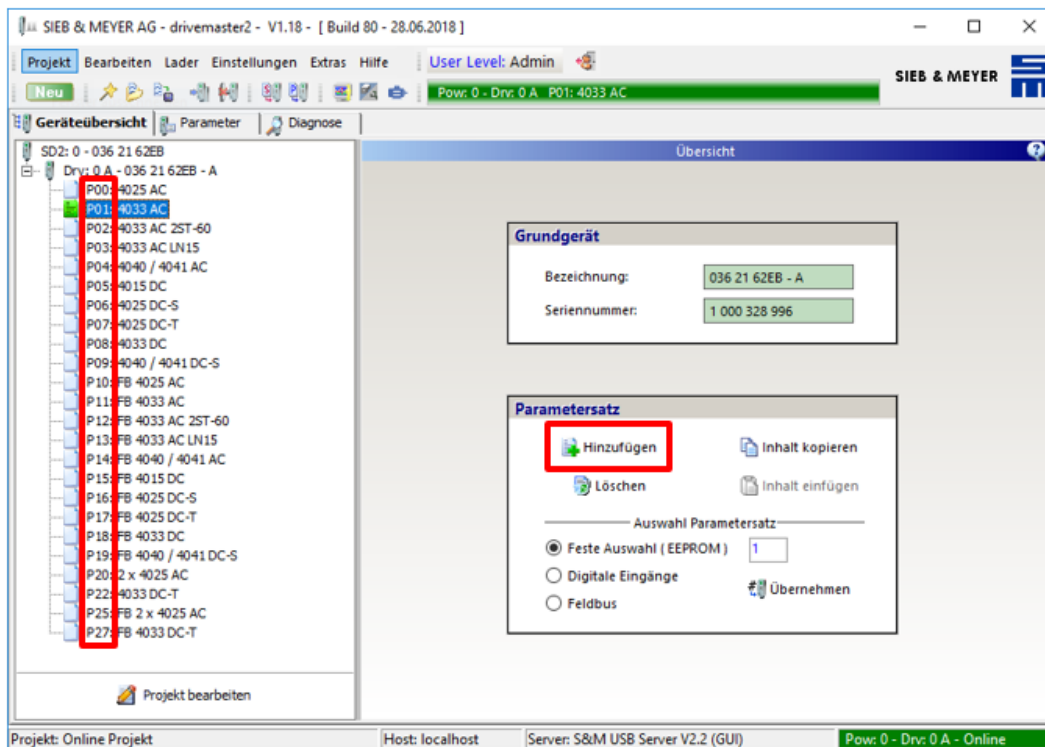 SIEB & MEYER AG - drivemaster2 - V1.18 - [ Build 80 - 28.06.2018 ]
Projekt Bearbeiten Lader Einstellungen Extras Hilfe User Level: Admin
SIEB & MEYER
Neu Pow: 0 - Drv: 0 A P01: 4033 AC
Geräteübersicht Parameter Diagnose
SD2: 0 - 036 21 62EB
Übersicht
Drv: 0 A - 036 21 62EB - A
P00: 4025 AC
P01: 4033 AC
P02: 4033 AC 2ST-60
P03: 4033 AC LN15
P04: 4040 / 4041 AC
P05: 4015 DC
P06: 4025 DC-S
P07: 4025 DC-T
P08: 4033 DC
P09: 4040 / 4041 DC-S
P10: FB 4025 AC
P11: FB 4033 AC
P12: FB 4033 AC 2ST-60
P13: FB 4033 AC LN15
P14: FB 4040 / 4041 AC
P15: FB 4015 DC
P16: FB 4025 DC-S
P17: FB 4025 DC-T
P18: FB 4033 DC
P19: FB 4040 / 4041 DC-S
P20: 2 x 4025 AC
P22: 4033 DC-T
P25: FB 2 x 4025 AC
P27: FB 4033 DC-T
Projekt bearbeiten
Grundgerät
Bezeichnung: 036 21 62EB - A
Seriennummer: 1 000 328 996
Parametersatz
Hinzufügen Inhalt kopieren
Löschen Inhalt einfügen
Auswahl Parametersatz
Feste Auswahl ( EEPROM ) 1
Digitale Eingänge
Übernehmen
Feldbus
Projekt: Online Projekt Host: localhost Server: S&M USB Server V2.2 (GUI) Pow: 0 - Drv: 0 A - Online